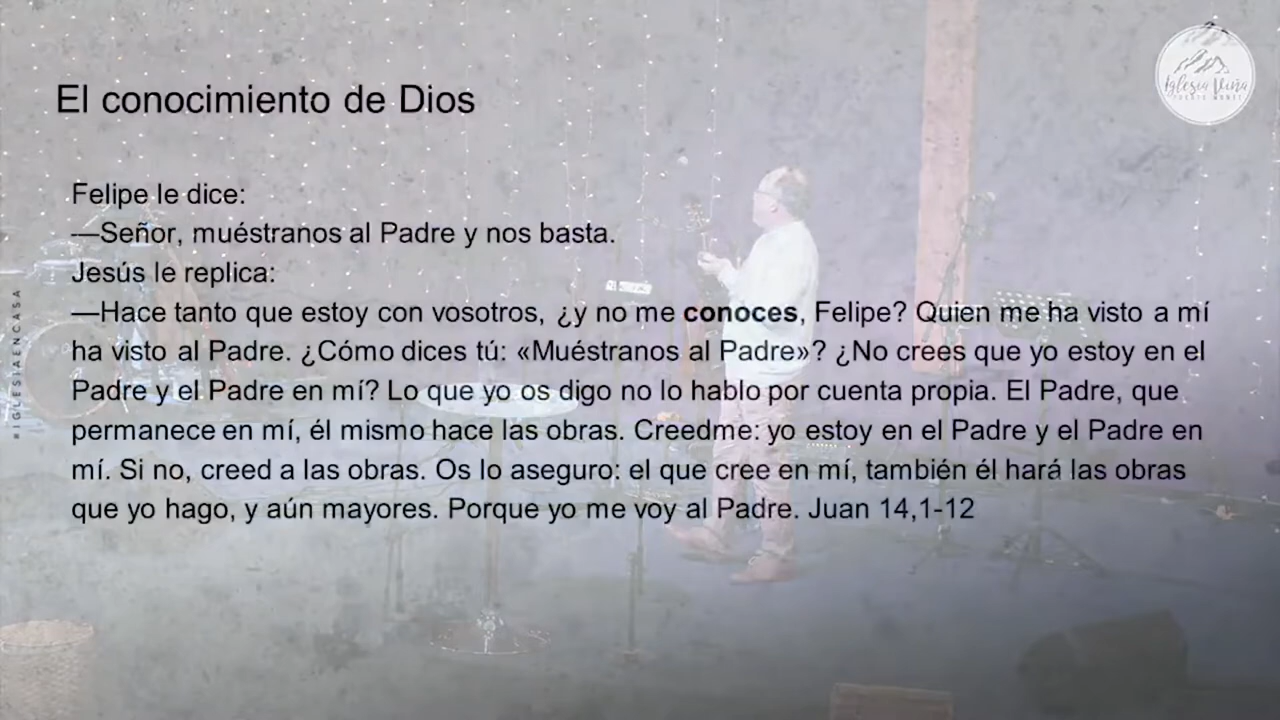 El conocimiento de Dios
Felipe le dice:
-—Señor, muéstranos al Padre y nos basta.
Jesús le replica:
—Hace tanto que estoy con vosotros, ¿y no me conoces, Felipe? Quien me ha visto a mí
ha visto al Padre. ¿Cómo dices tú: «Muéstranos al Padre»? ¿No crees que yo estoy en el
Padre y el Padre en mí? Lo que yo os digo no lo hablo por cuenta propia. El Padre, que
permanece en mí, él mismo hace las obras. Creedme: yo estoy en el Padre y el Padre en
mí. Si no, creed a las obras. Os lo aseguro: el que cree en mí, también él hará las obras
que yo hago, y aún mayores. Porque yo me voy al Padre. Juan 14,1-12
Iglesia Viña
#IGLESIAENCASA